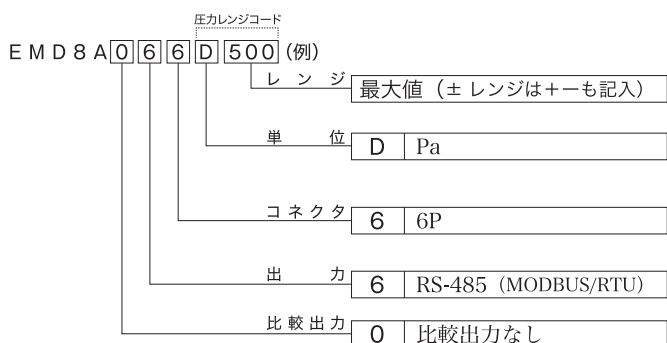 圧力レンジコード
EMD8A066D500(例)
レンジ 最大値(±レンジは+-も記入)
単位 D Pa
コネクタ 6 6P
出力 6 RS-485(MODBUS/RTU)
比較出力 0 比較出力なし